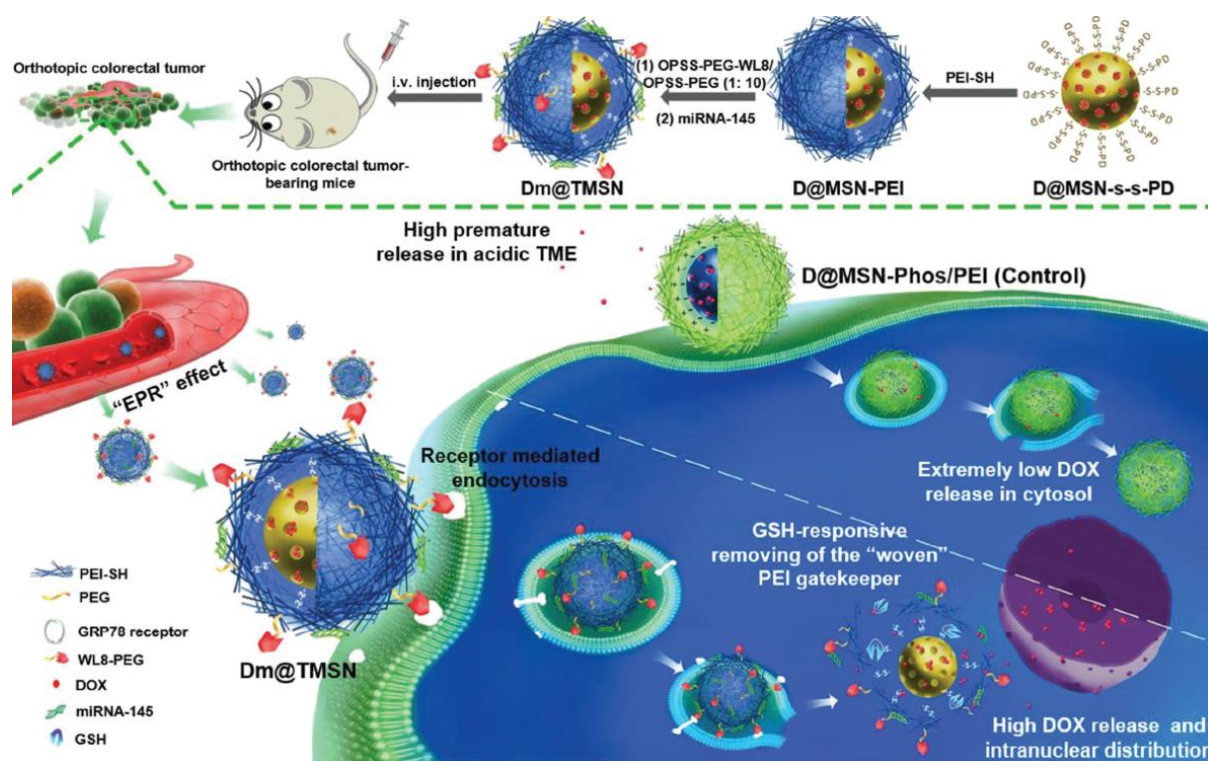 Orthotopic colorectal tumor
i.v. injection
(1) OPSS-PEG-WL8/
OPSS-PEG (1: 10)
(2) miRNA-145
PEI-SH
-s-s-PD
Orthotopic colorectal tumor-
bearing mice
Dm@TMSN
D@MSN-PEI
D@MSN-s-s-PD
High premature
release in acidic TME
D@MSN-Phos/PEI (Control)
"EPR" effect
Receptor mediated
endocytosis
Extremely low DOX
release in cytosol
GSH-responsive
removing of the "woven"
PEI gatekeeper
PEI-SH
PEG
GRP78 receptor
WL8-PEG
DOX
miRNA-145
GSH
Dm@TMSN
High DOX release and
intranuclear distribution